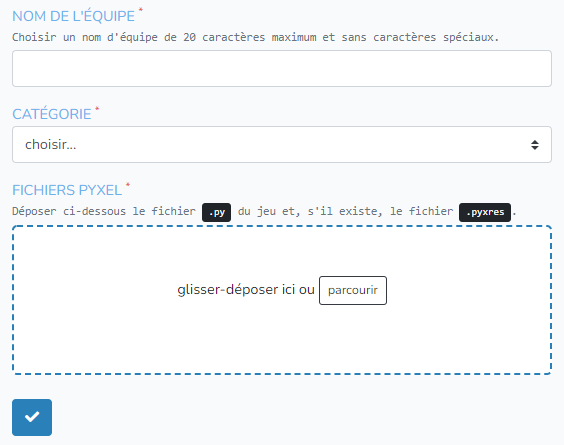 NOM DE L'ÉQUIPE *
Choisir un nom d'équipe de 20 caractères maximum et sans caractères spéciaux.
CATÉGORIE *
choisir...
FICHIERS PYXEL *
Déposer ci-dessous le fichier .py du jeu et, s'il existe, le fichier .pyxres.
glisser-déposer ici ou parcourir